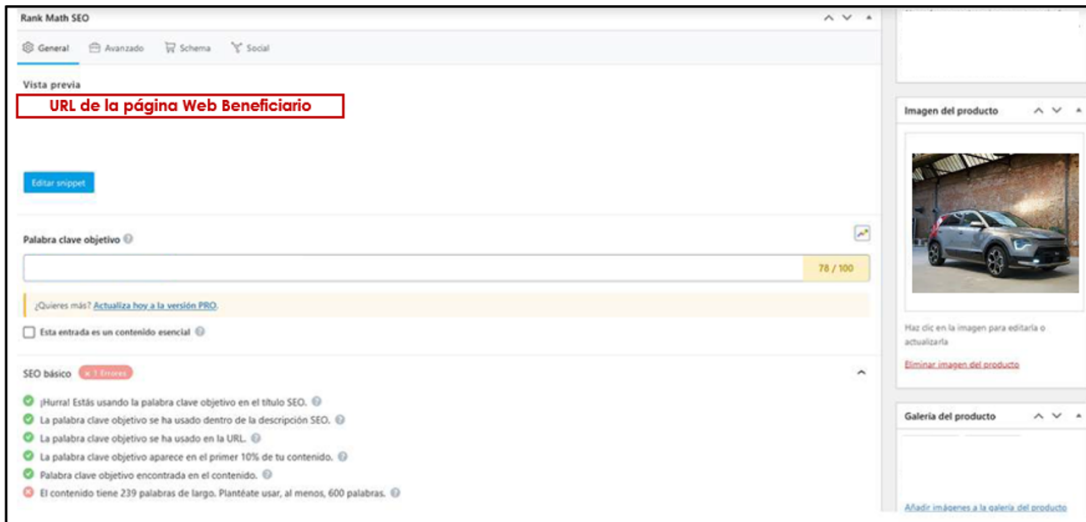 Rank Math SEO
General
Avanzado
Schema
Social
Vista previa
URL de la página Web Beneficiario
Editar snippet
Palabra clave objetivo
78 / 100
¿Quieres más? Actualiza hoy a la versión PRO.
Esta entrada es un contenido esencial
SEO básico
× 1 Errores
¡Hurra! Estás usando la palabra clave objetivo en el título SEO.
La palabra clave objetivo se ha usado dentro de la descripción SEO.
La palabra clave objetivo se ha usado en la URL.
La palabra clave objetivo aparece en el primer 10% de tu contenido.
Palabra clave objetivo encontrada en el contenido.
El contenido tiene 239 palabras de largo. Plantéate usar, al menos, 600 palabras.
Imagen del producto
Haz clic en la imagen para editarla o
actualizarla
Eliminar imagen del producto
Galería del producto
Añadir imágenes a la galería del producto